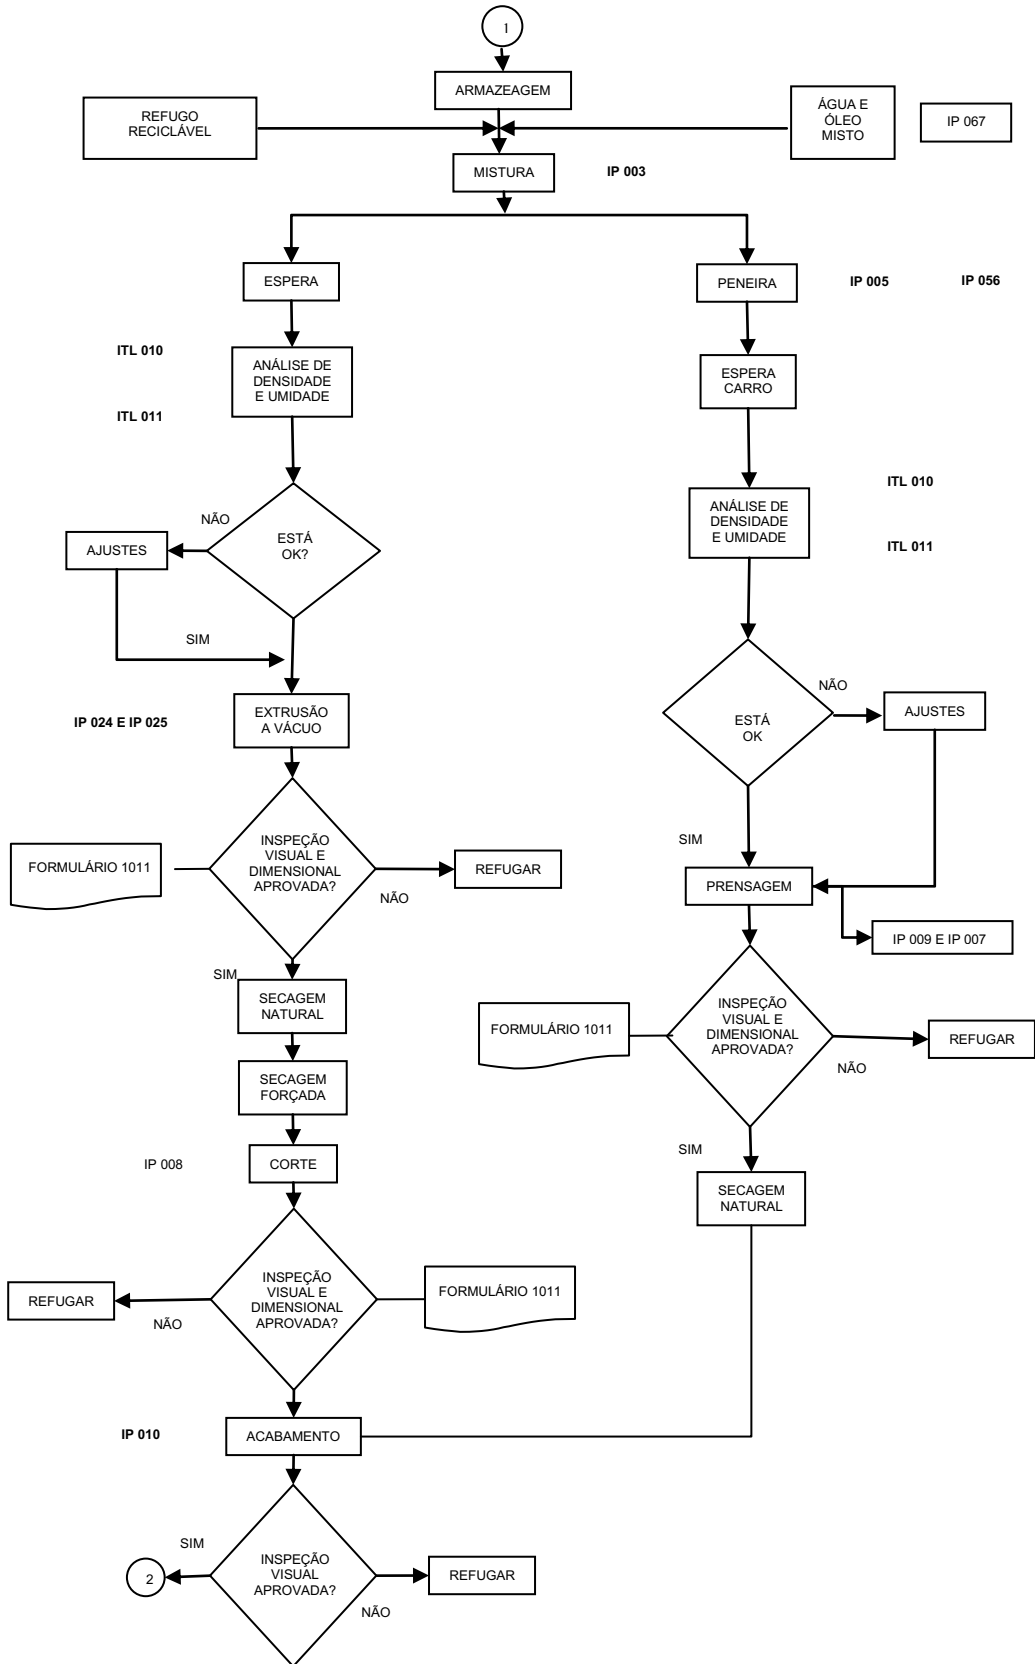 1
ARMAZEAGEM
REFUGO
RECICLÁVEL
ÁGUA E
ÓLEO
MISTO
IP 067
MISTURA
IP 003
ESPERA
PENEIRA
IP 005
IP 056
ITL 010
ANÁLISE DE
DENSIDADE
E UMIDADE
ITL 011
ESPERA
CARRO
ITL 010
ANÁLISE DE
DENSIDADE
E UMIDADE
ITL 011
NÃO
ESTÁ
OK?
AJUSTES
SIM
IP 024 E IP 025
EXTRUSÃO
A VÁCUO
NÃO
ESTÁ
OK
AJUSTES
SIM
INSPEÇÃO
VISUAL E
DIMENSIONAL
APROVADA?
FORMULÁRIO 1011
REFUGAR
NÃO
PRENSAGEM
IP 009 E IP 007
SIM
SECAGEM
NATURAL
INSPEÇÃO
VISUAL E
DIMENSIONAL
APROVADA?
FORMULÁRIO 1011
REFUGAR
NÃO
SECAGEM
FORÇADA
SIM
IP 008
CORTE
SECAGEM
NATURAL
INSPEÇÃO
VISUAL E
DIMENSIONAL
APROVADA?
REFUGAR
FORMULÁRIO 1011
NÃO
IP 010
ACABAMENTO
SIM
2
INSPEÇÃO
VISUAL
APROVADA?
REFUGAR
NÃO